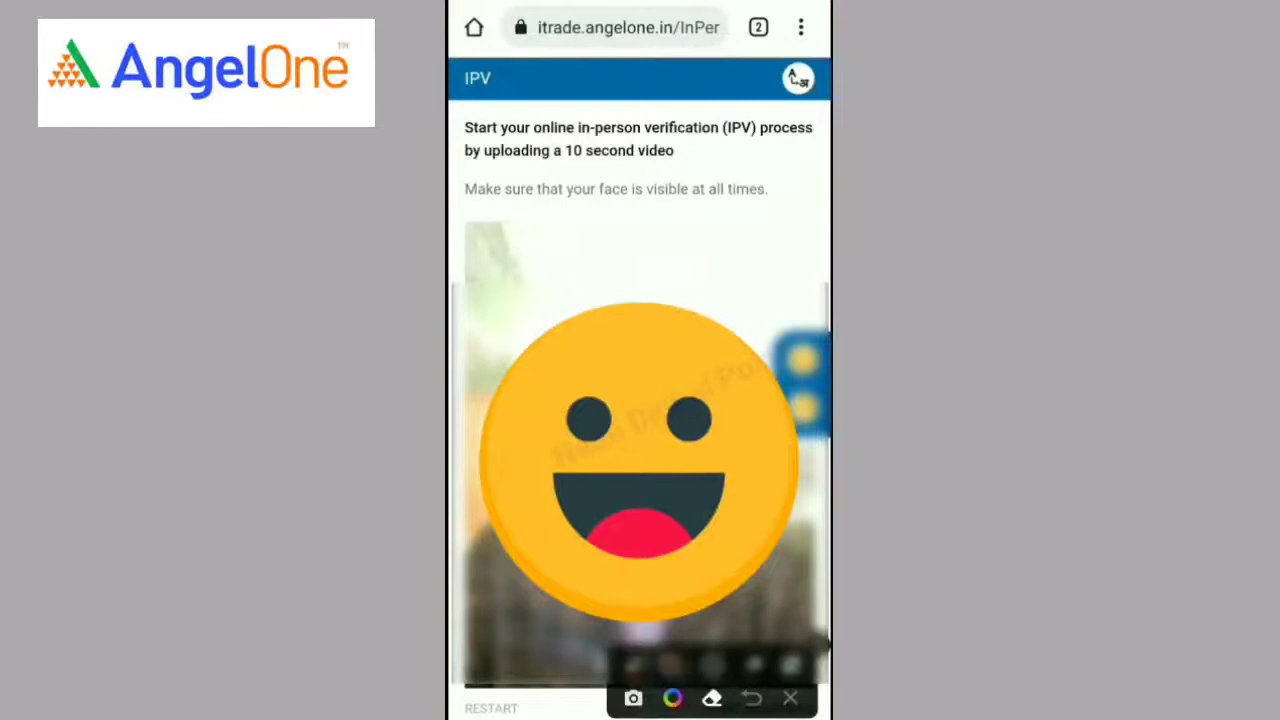 AngelOne™
itrade.angelone.in/InPer
2
IPV
A
अ
Start your online in-person verification (IPV) process
by uploading a 10 second video
Make sure that your face is visible at all times.
RESTART